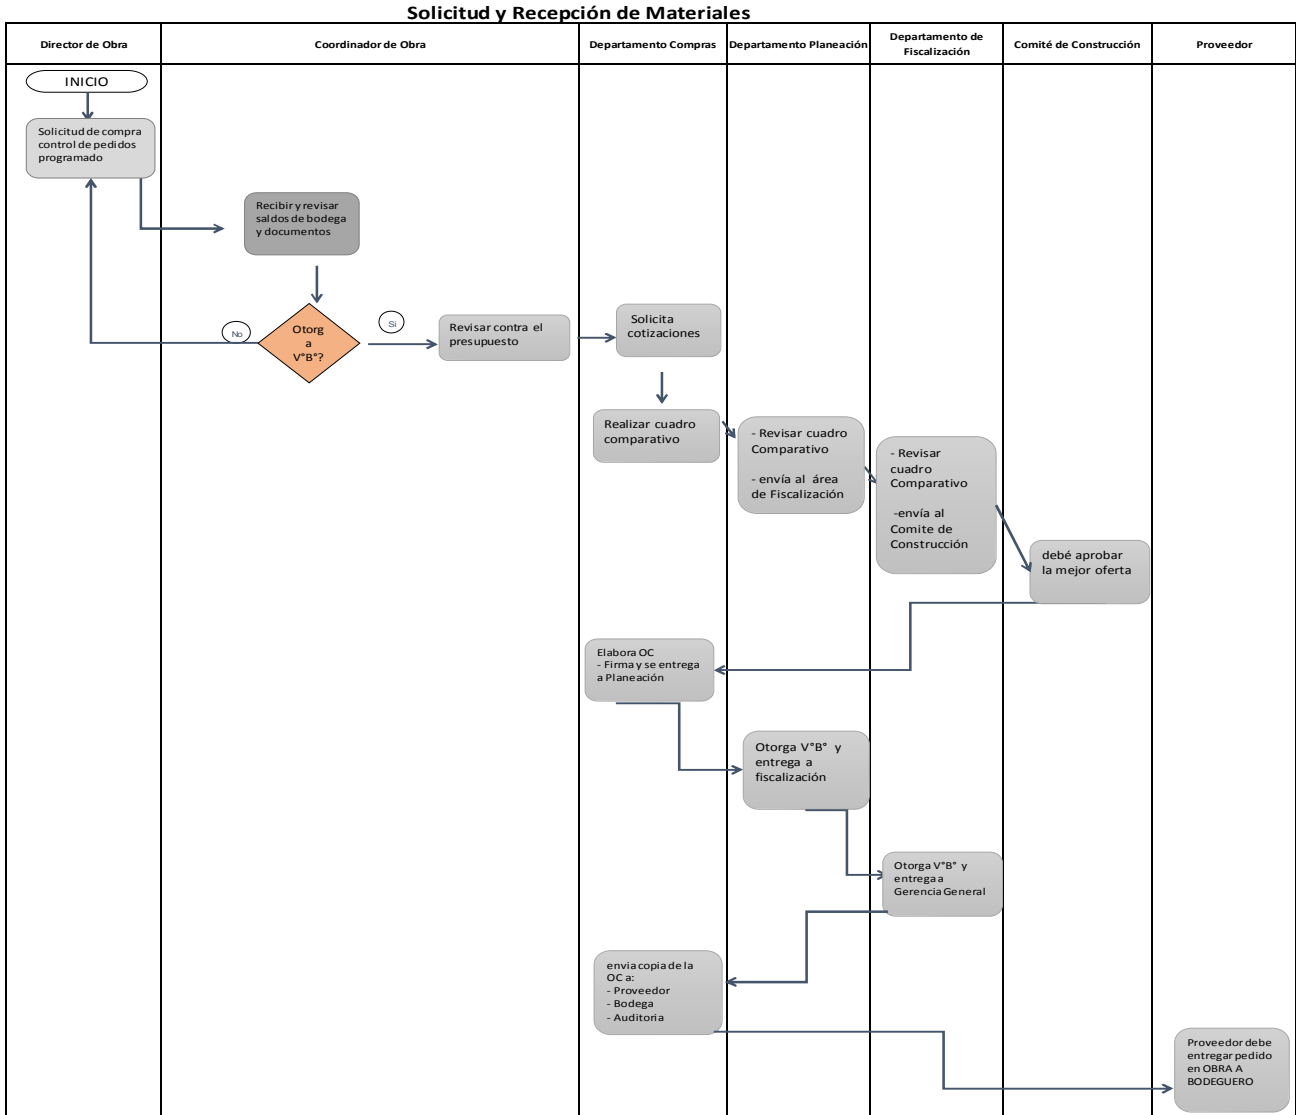 Solicitud y Recepción de Materiales
Director de Obra
Coordinador de Obra
Departamento Compras
Departamento Planeación
Departamento de
Fiscalización
Comité de Construcción
Proveedor
INICIO
Solicitud de compra
control de pedidos
programado
Recibir y revisar
saldos de bodega
y documentos
No
Otorg
a
V°B°?
Si
Revisar contra el
presupuesto
Solicita
cotizaciones
Realizar cuadro
comparativo
- Revisar cuadro
Comparativo
- envía al área
de Fiscalización
- Revisar
cuadro
Comparativo
-envía al
Comite de
Construcción
debé aprobar
la mejor oferta
Elabora OC
- Firma y se entrega
a Planeación
Otorga V°B° y
entrega a
fiscalización
Otorga V°B° y
entrega a
Gerencia General
envia copia de la
OC a:
- Proveedor
- Bodega
- Auditoria
Proveedor debe
entregar pedido
en OBRA A
BODEGUERO